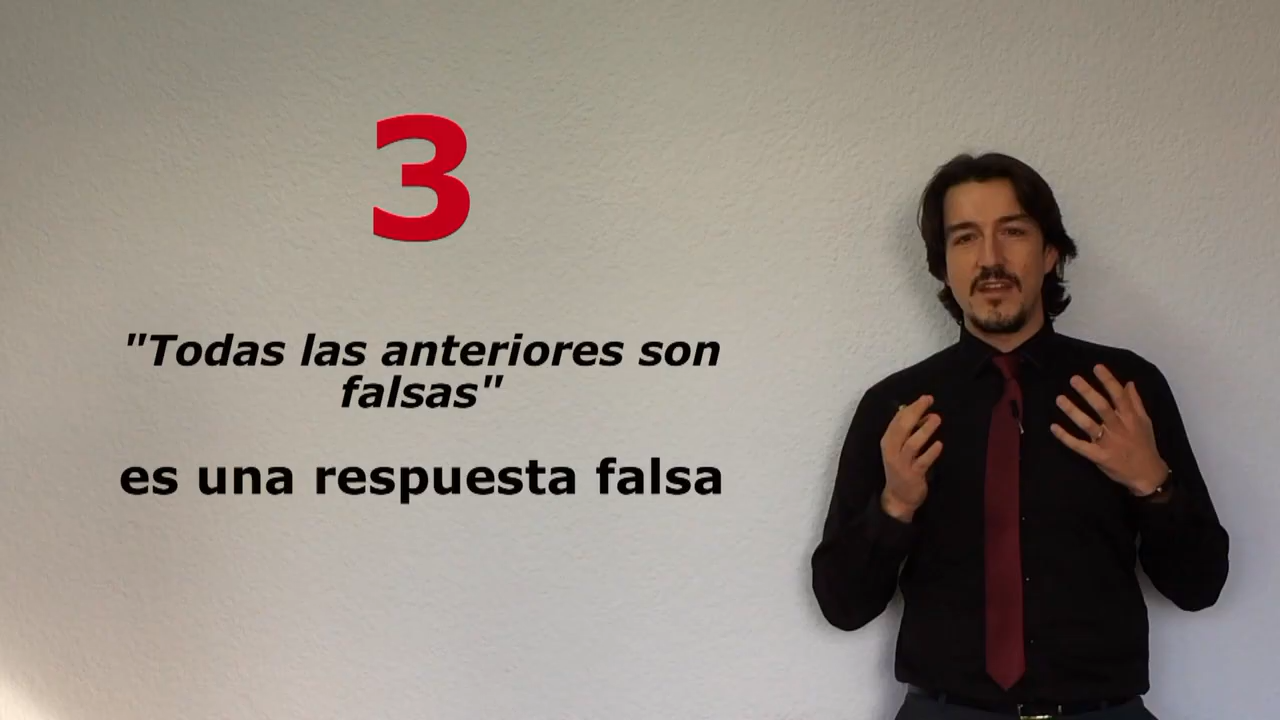 3
"Todas las anteriores son
falsas"
es una respuesta falsa